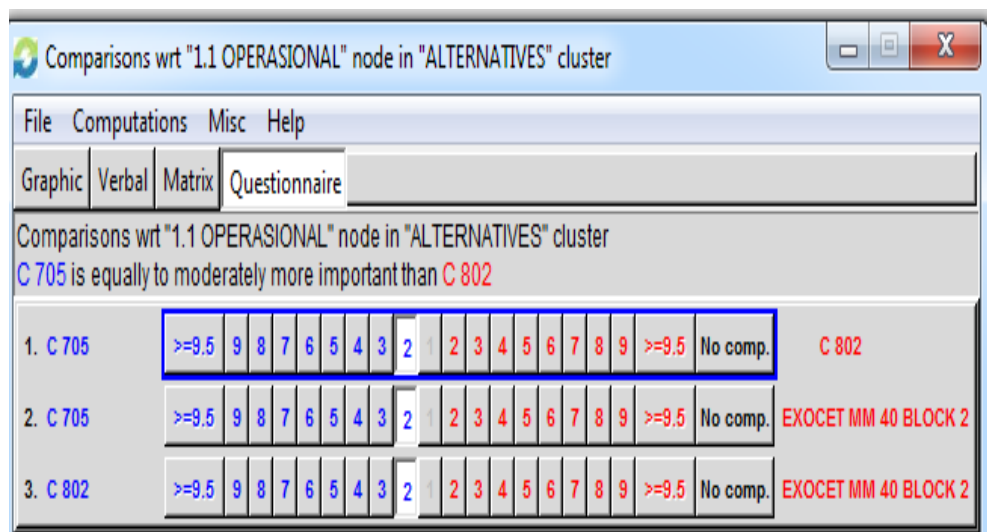 Comparisons wrt "1.1 OPERASIONAL" node in "ALTERNATIVES" cluster
File Computations Misc Help
Graphic Verbal Matrix Questionnaire
Comparisons wrt "1.1 OPERASIONAL" node in "ALTERNATIVES" cluster
C 705 is equally to moderately more important than C 802
1. C 705 >=9.5 9 8 7 6 5 4 3 2 1 2 3 4 5 6 7 8 9 >=9.5 No comp. C 802
2. C 705 >=9.5 9 8 7 6 5 4 3 2 1 2 3 4 5 6 7 8 9 >=9.5 No comp. EXOCET MM 40 BLOCK 2
3. C 802 >=9.5 9 8 7 6 5 4 3 2 1 2 3 4 5 6 7 8 9 >=9.5 No comp. EXOCET MM 40 BLOCK 2